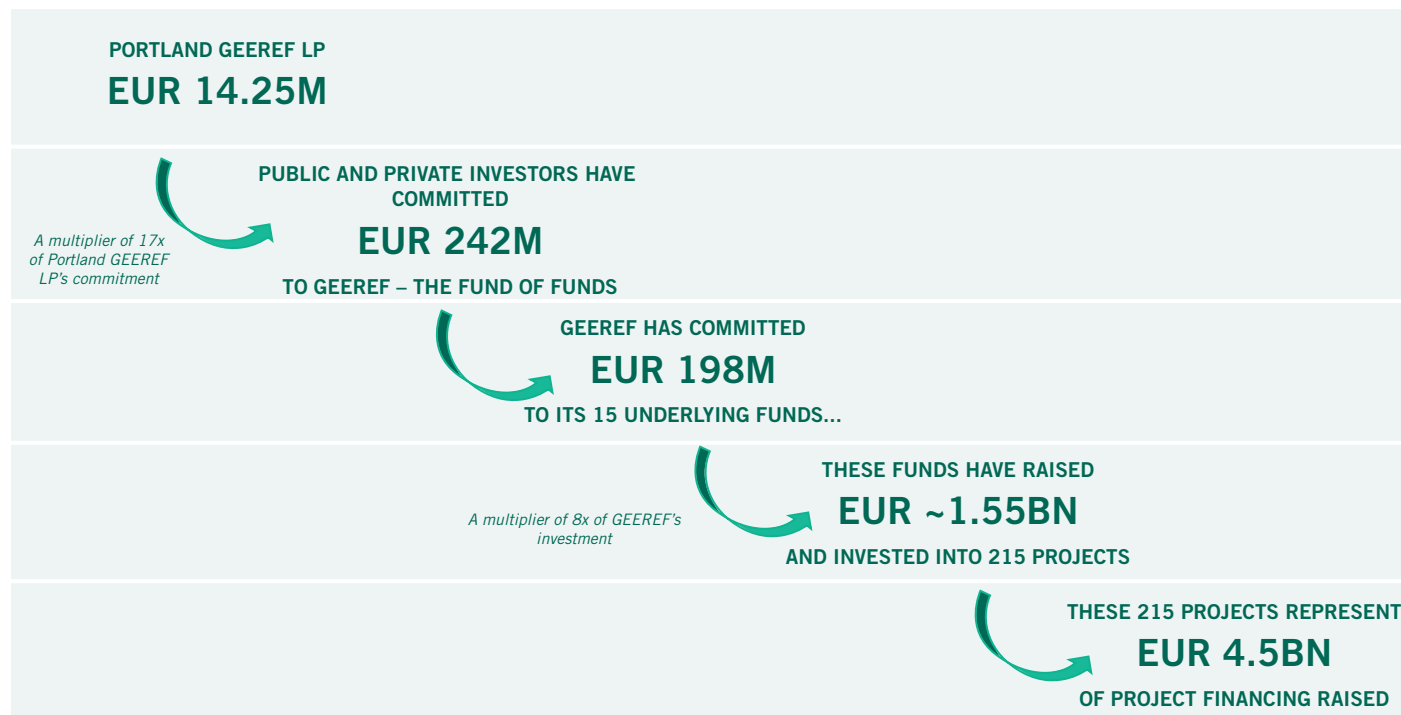 PORTLAND GEEREF LP
EUR 14.25M
PUBLIC AND PRIVATE INVESTORS HAVE
COMMITTED
EUR 242M
TO GEEREF – THE FUND OF FUNDS
A multiplier of 17x
of Portland GEEREF
LP's commitment
GEEREF HAS COMMITTED
EUR 198M
TO ITS 15 UNDERLYING FUNDS...
THESE FUNDS HAVE RAISED
EUR ~1.55BN
AND INVESTED INTO 215 PROJECTS
A multiplier of 8x of GEEREF's
investment
THESE 215 PROJECTS REPRESENT
EUR 4.5BN
OF PROJECT FINANCING RAISED